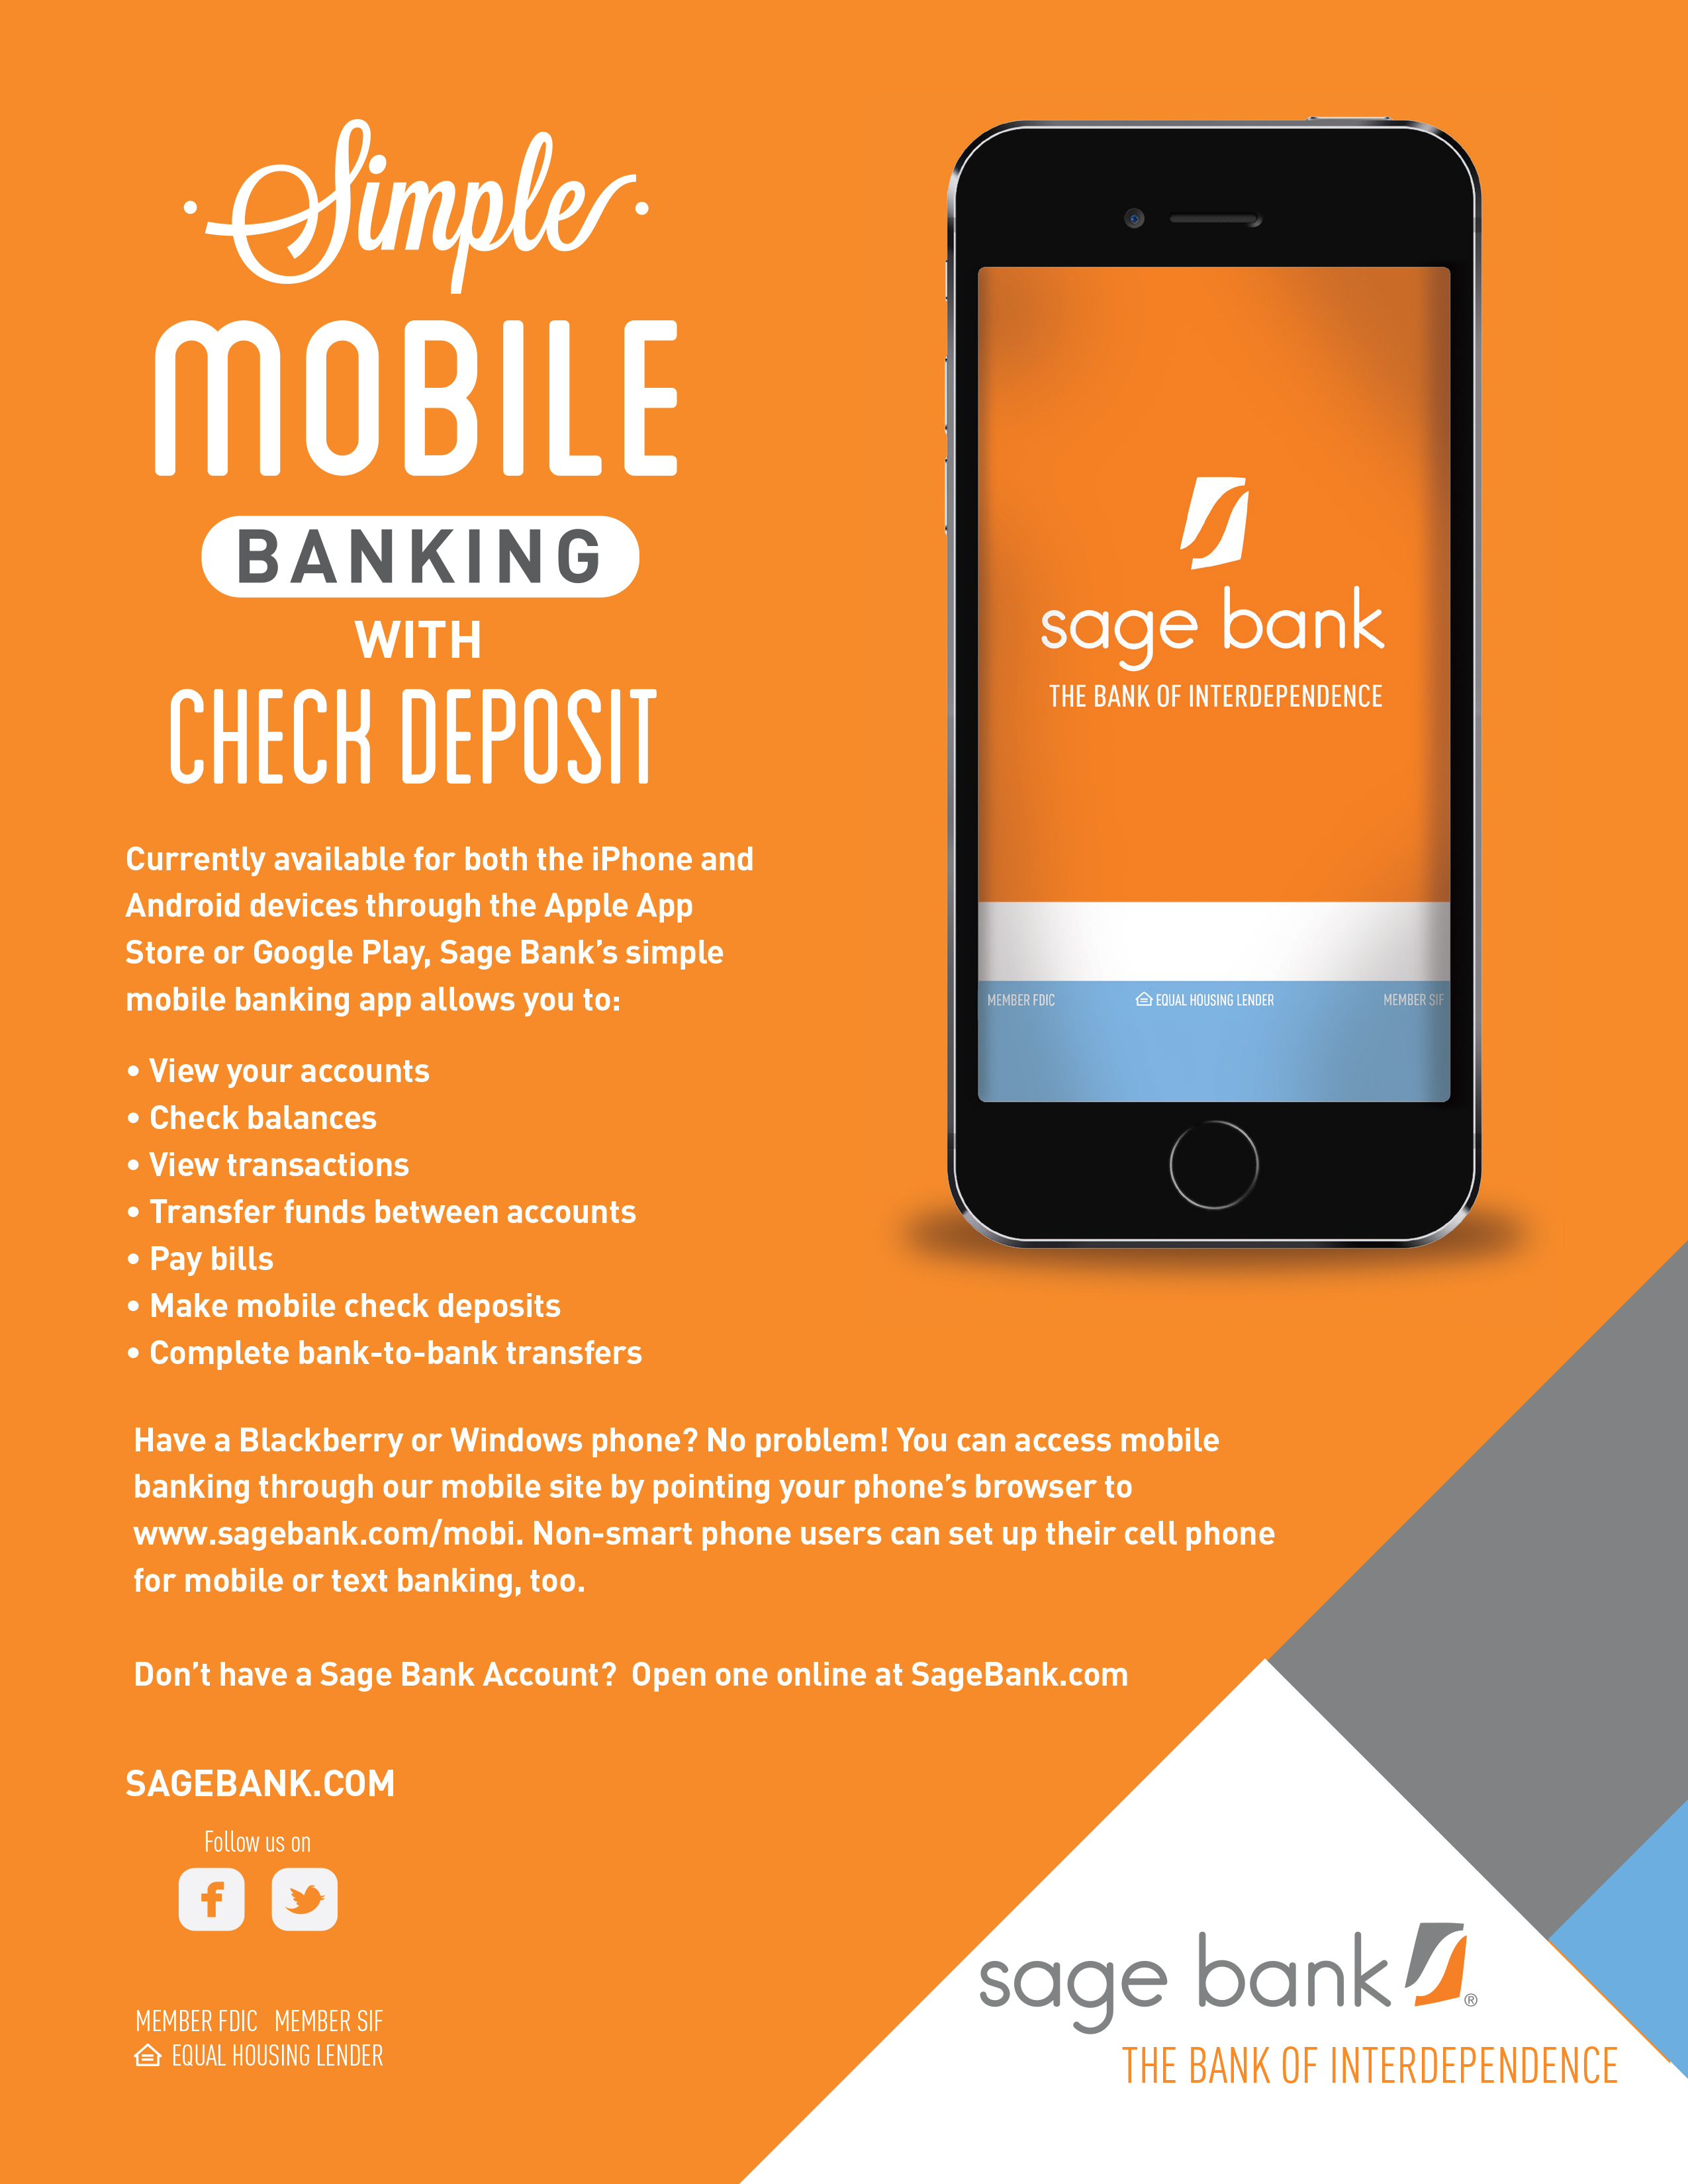 Simple
MOBILE
BANKING
WITH
CHECK DEPOSIT
Currently available for both the iPhone and
Android devices through the Apple App
Store or Google Play, Sage Bank’s simple
mobile banking app allows you to:
• View your accounts
• Check balances
• View transactions
• Transfer funds between accounts
• Pay bills
• Make mobile check deposits
• Complete bank-to-bank transfers
sage bank
THE BANK OF INTERDEPENDENCE
MEMBER FDIC EQUAL HOUSING LENDER MEMBER SIF
Have a Blackberry or Windows phone? No problem! You can access mobile
banking through our mobile site by pointing your phone’s browser to
www.sagebank.com/mobi. Non-smart phone users can set up their cell phone
for mobile or text banking, too.
Don’t have a Sage Bank Account? Open one online at SageBank.com
SAGEBANK.COM
Follow us on
MEMBER FDIC MEMBER SIF
EQUAL HOUSING LENDER
sage bank ®
THE BANK OF INTERDEPENDENCE